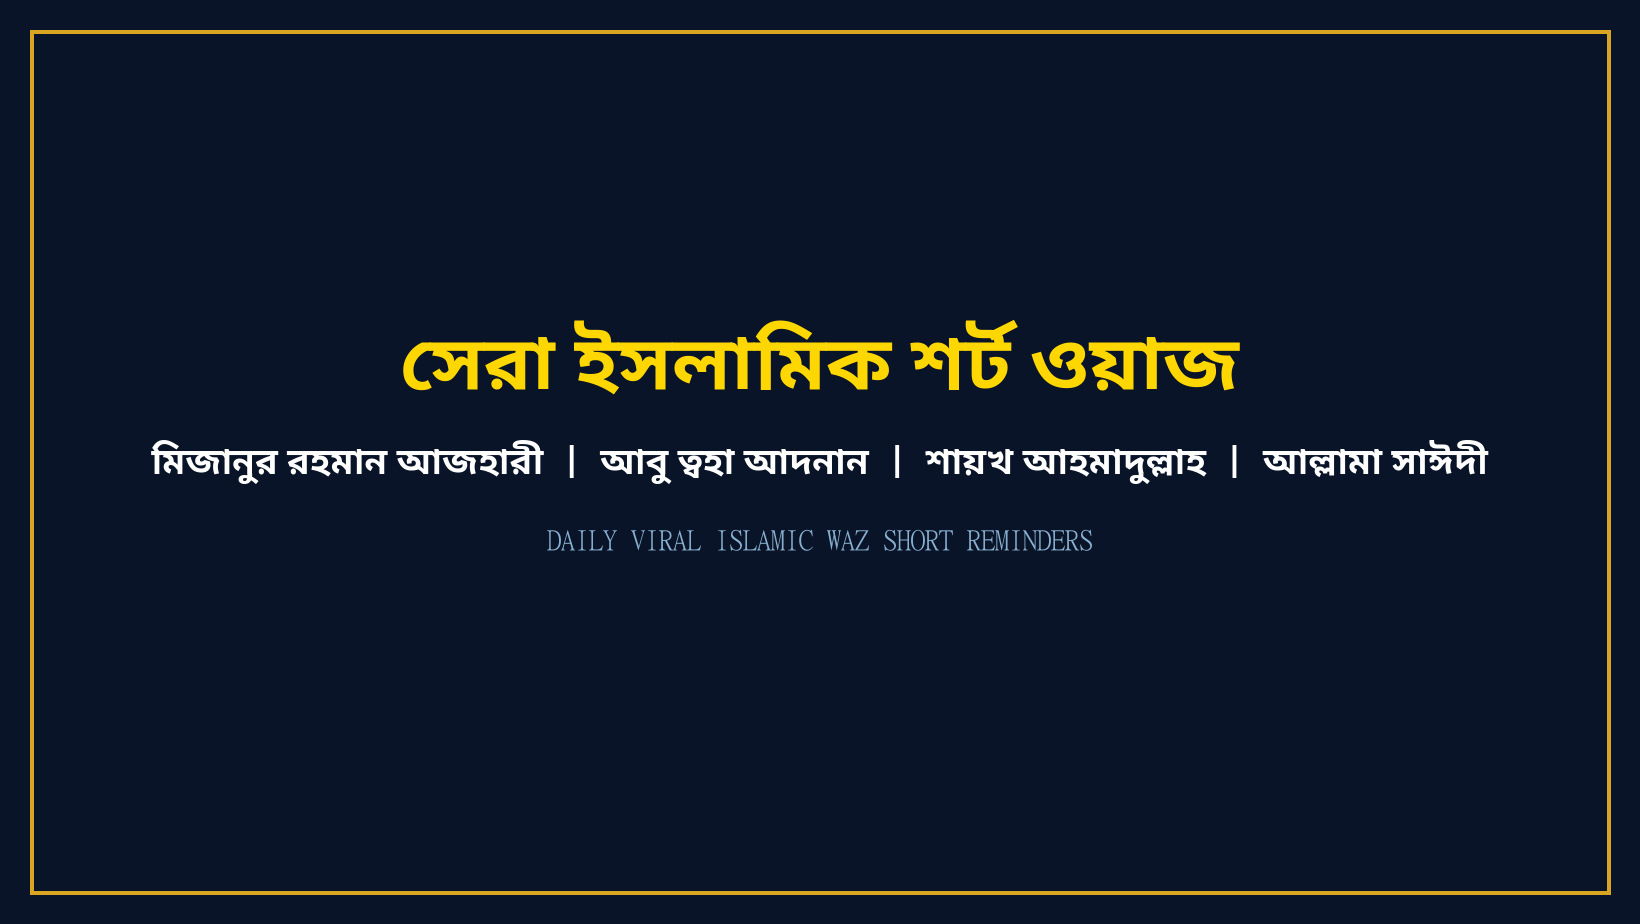 সেরা ইসলামিক শর্ট ওয়াজ
মিজানুর রহমান আজহারী | আবু ত্বহা আদনান | শায়খ আহমাদুল্লাহ | আল্লামা সাঈদী
DAILY VIRAL ISLAMIC WAZ SHORT REMINDERS